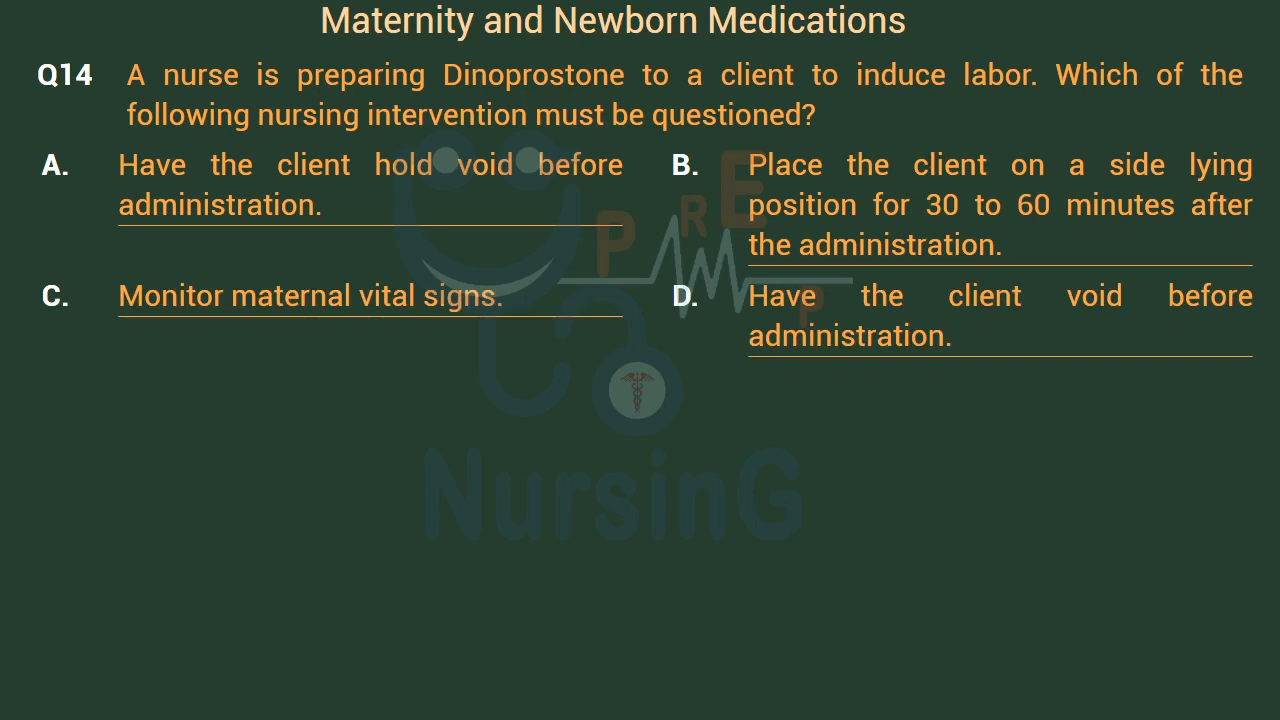 Maternity and Newborn Medications
Q14 A nurse is preparing Dinoprostone to a client to induce labor. Which of the
following nursing intervention must be questioned?
A. Have the client hold void before
administration.
B. Place the client on a side lying
position for 30 to 60 minutes after
the administration.
C. Monitor maternal vital signs.
D. Have the client void before
administration.
PREP
NursinG